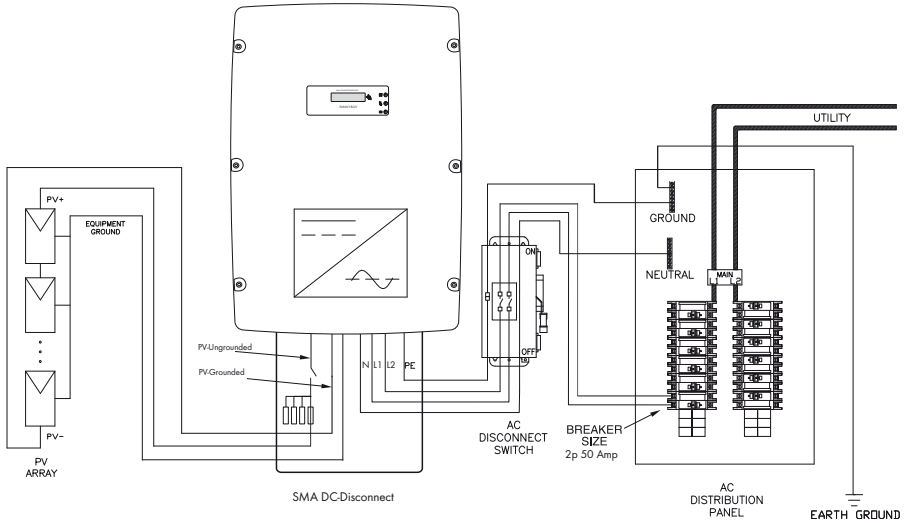 UTILITY
PV+
EQUIPMENT
GROUND
GROUND
NEUTRAL
MAIN
L1 L2
ON
OFF
PV-Ungrounded
PV-Grounded
N L1 L2 PE
PV-
PV
ARRAY
AC
DISCONNECT
SWITCH
BREAKER
SIZE
2p 50 Amp
SMA DC-Disconnect
AC
DISTRIBUTION
PANEL
EARTH GROUND